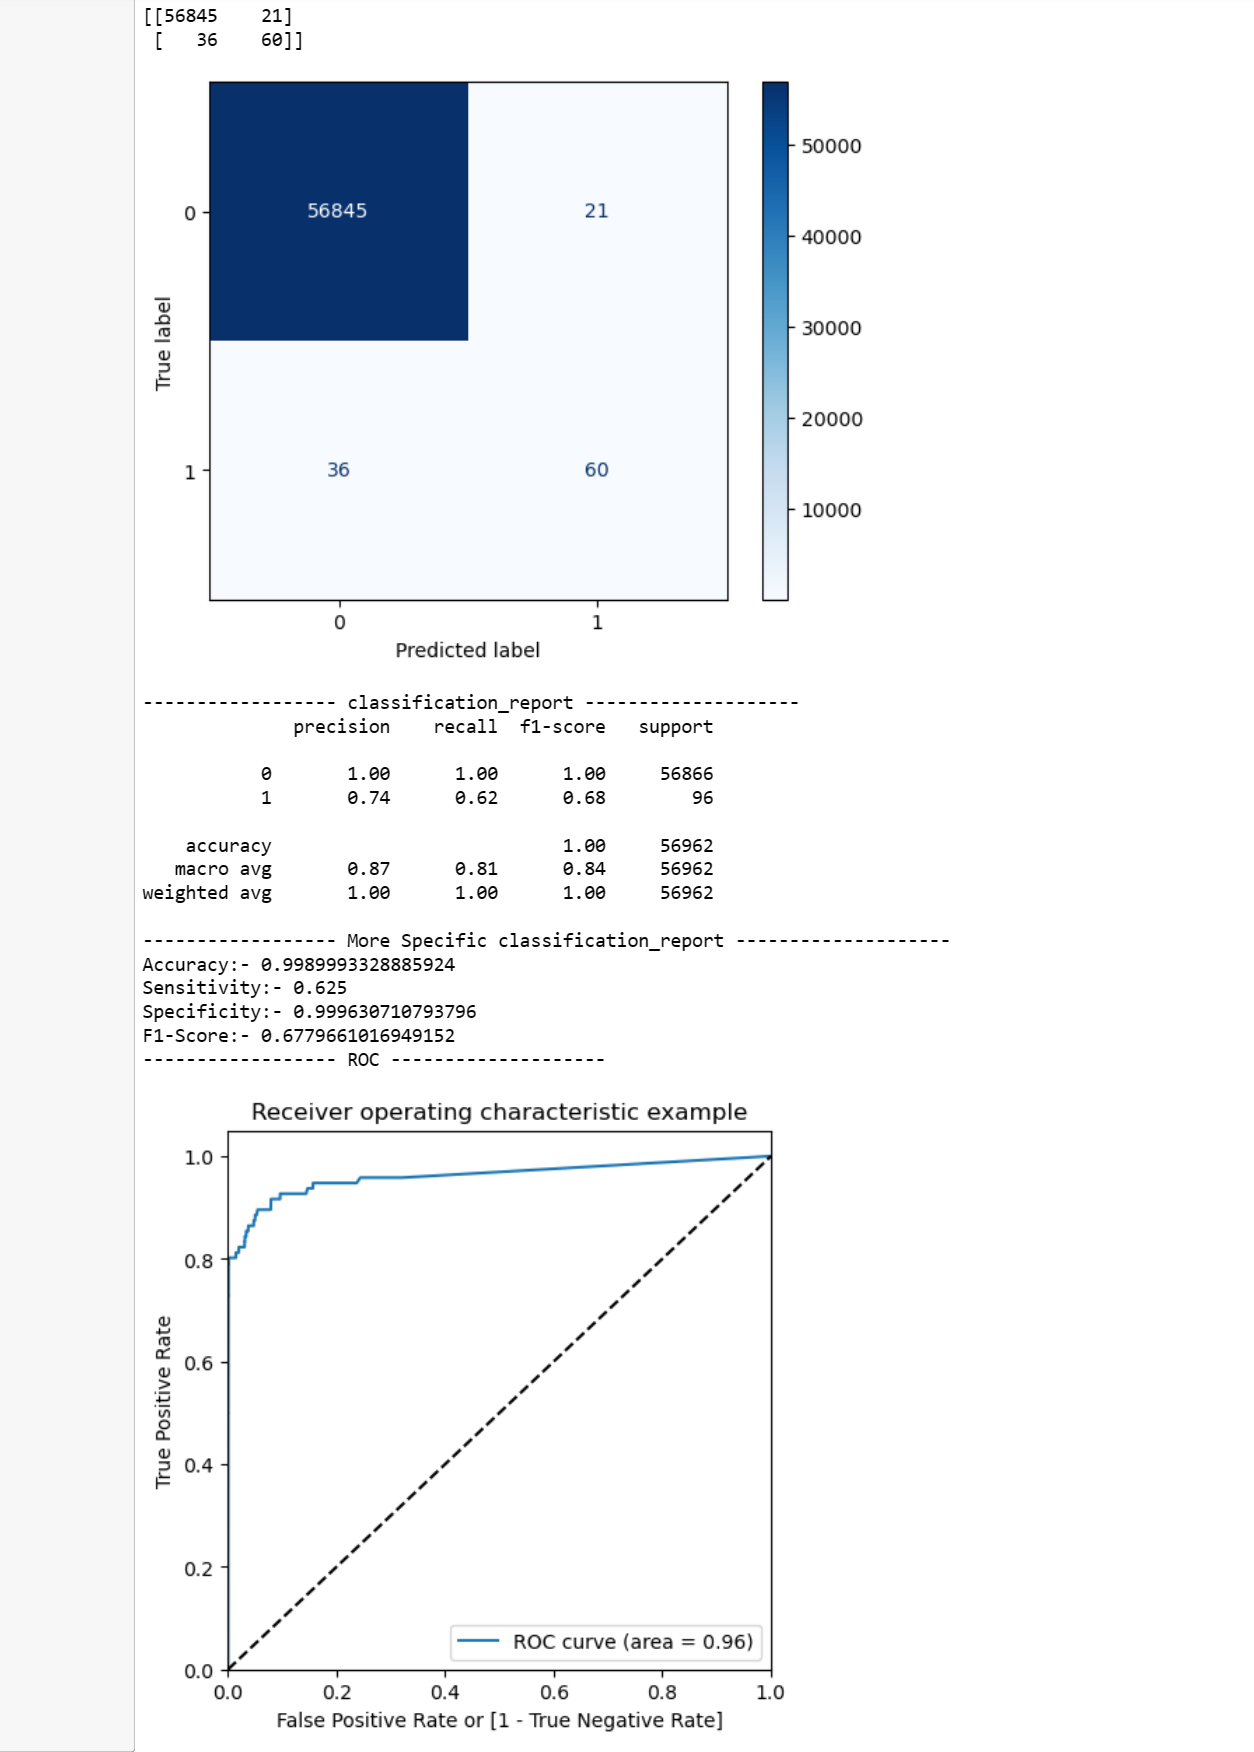 [[56845    21]
 [   36    60]]
50000
56845
21
0
40000
30000
True label
20000
36
60
1
10000
0
1
Predicted label
------------------ classification_report --------------------
              precision    recall  f1-score   support
           0       1.00      1.00      1.00     56866
           1       0.74      0.62      0.68        96
    accuracy                           1.00     56962
   macro avg       0.87      0.81      0.84     56962
weighted avg       1.00      1.00      1.00     56962
------------------ More Specific classification_report --------------------
Accuracy:- 0.9989993328885924
Sensitivity:- 0.625
Specificity:- 0.999630710793796
F1-Score:- 0.6779661016949152
------------------ ROC --------------------
Receiver operating characteristic example
1.0
0.8
0.6
True Positive Rate
0.4
0.2
ROC curve (area = 0.96)
0.0
0.0 0.2 0.4 0.6 0.8 1.0
False Positive Rate or [1 - True Negative Rate]